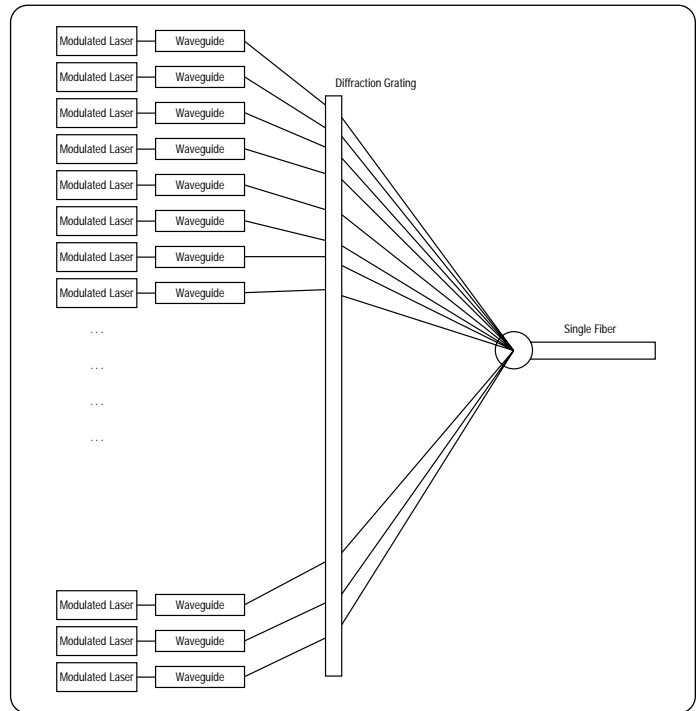 Modulated Laser Waveguide
Modulated Laser Waveguide
Diffraction Grating
Modulated Laser Waveguide
Modulated Laser Waveguide
Modulated Laser Waveguide
Modulated Laser Waveguide
Modulated Laser Waveguide
Modulated Laser Waveguide
. . .
Single Fiber
. . .
. . .
. . .
Modulated Laser Waveguide
Modulated Laser Waveguide
Modulated Laser Waveguide